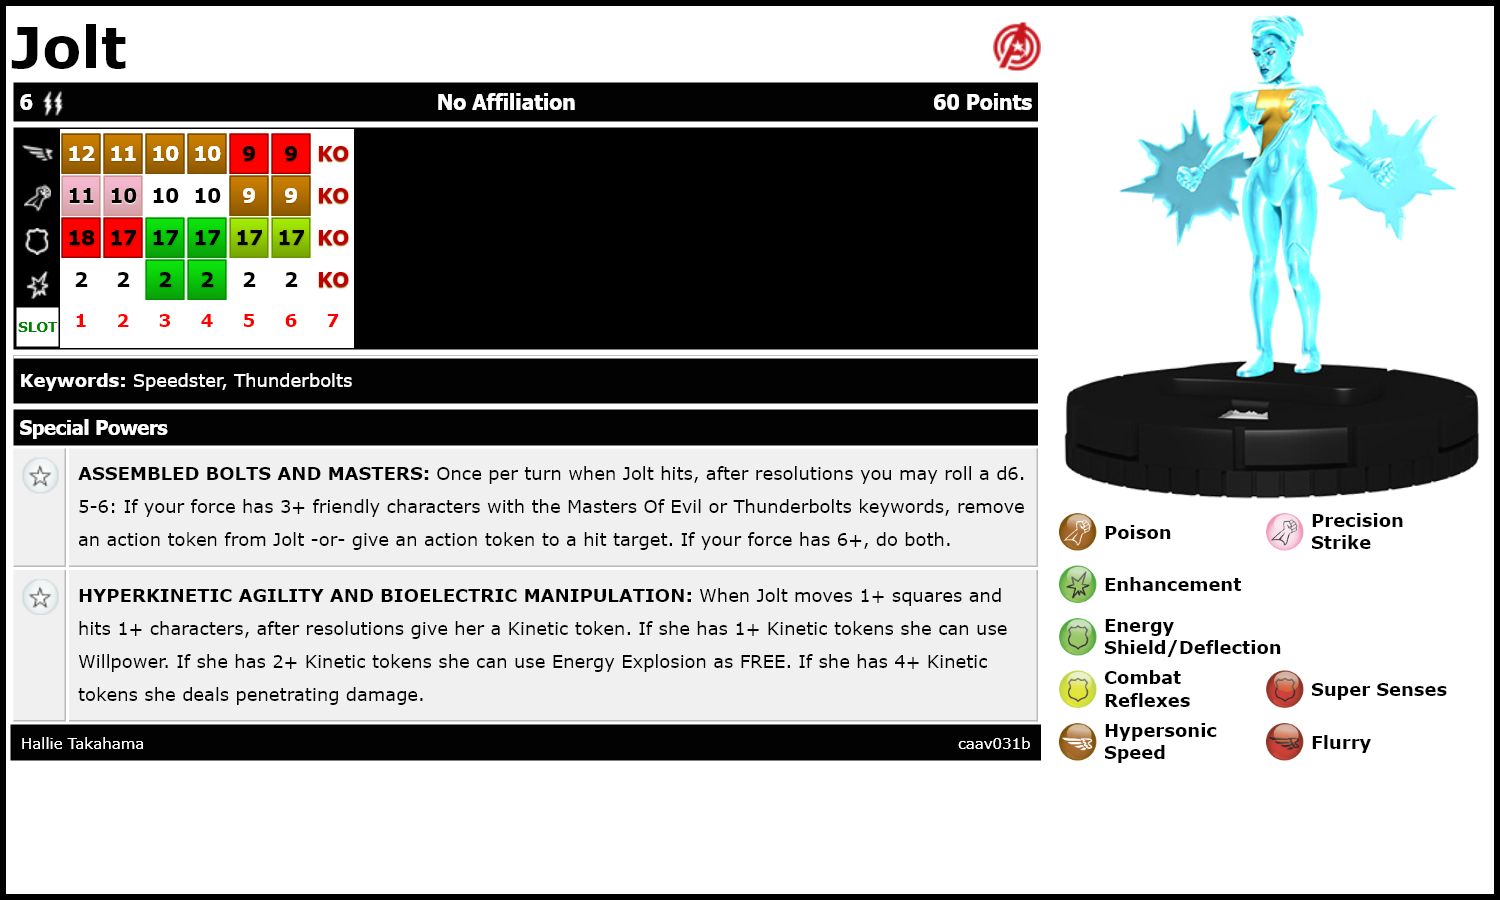 Jolt
6 No Affiliation 60 Points
12 11 10 10 9 9 KO
11 10 10 10 9 9 KO
18 17 17 17 17 17 KO
2 2 2 2 2 2 KO
SLOT 1 2 3 4 5 6 7
Keywords: Speedster, Thunderbolts
Special Powers
ASSEMBLED BOLTS AND MASTERS: Once per turn when Jolt hits, after resolutions you may roll a d6.
5-6: If your force has 3+ friendly characters with the Masters Of Evil or Thunderbolts keywords, remove
an action token from Jolt -or- give an action token to a hit target. If your force has 6+, do both.
HYPERKINETIC AGILITY AND BIOELECTRIC MANIPULATION: When Jolt moves 1+ squares and
hits 1+ characters, after resolutions give her a Kinetic token. If she has 1+ Kinetic tokens she can use
Willpower. If she has 2+ Kinetic tokens she can use Energy Explosion as FREE. If she has 4+ Kinetic
tokens she deals penetrating damage.
Hallie Takahama caav031b
Poison
Precision
Strike
Enhancement
Energy
Shield/Deflection
Combat
Reflexes
Super Senses
Hypersonic
Speed
Flurry